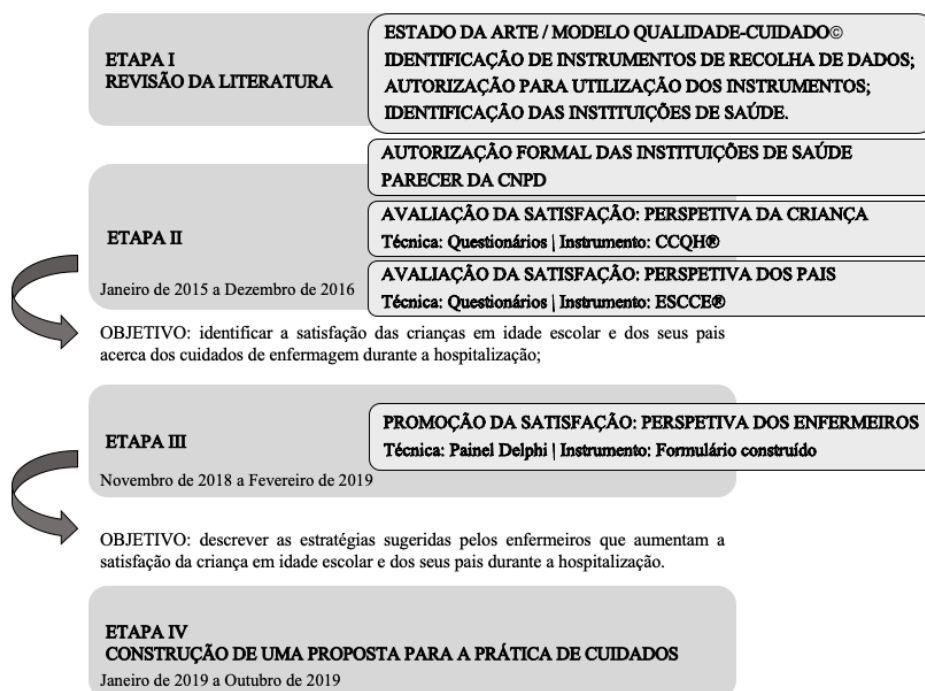 ETAPA I
REVISÃO DA LITERATURA
ESTADO DA ARTE / MODELO QUALIDADE-CUIDADO©
IDENTIFICAÇÃO DE INSTRUMENTOS DE RECOLHA DE DADOS;
AUTORIZAÇÃO PARA UTILIZAÇÃO DOS INSTRUMENTOS;
IDENTIFICAÇÃO DAS INSTITUIÇÕES DE SAÚDE.
AUTORIZAÇÃO FORMAL DAS INSTITUIÇÕES DE SAÚDE
PARECER DA CNPD
ETAPA II
Janeiro de 2015 a Dezembro de 2016
AVALIAÇÃO DA SATISFAÇÃO: PERSPETIVA DA CRIANÇA
Técnica: Questionários | Instrumento: CCQH®
AVALIAÇÃO DA SATISFAÇÃO: PERSPETIVA DOS PAIS
Técnica: Questionários | Instrumento: ESCCE®
OBJETIVO: identificar a satisfação das crianças em idade escolar e dos seus pais
acerca dos cuidados de enfermagem durante a hospitalização;
ETAPA III
Novembro de 2018 a Fevereiro de 2019
PROMOÇÃO DA SATISFAÇÃO: PERSPETIVA DOS ENFERMEIROS
Técnica: Painel Delphi | Instrumento: Formulário construído
OBJETIVO: descrever as estratégias sugeridas pelos enfermeiros que aumentam a
satisfação da criança em idade escolar e dos seus pais durante a hospitalização.
ETAPA IV
CONSTRUÇÃO DE UMA PROPOSTA PARA A PRÁTICA DE CUIDADOS
Janeiro de 2019 a Outubro de 2019